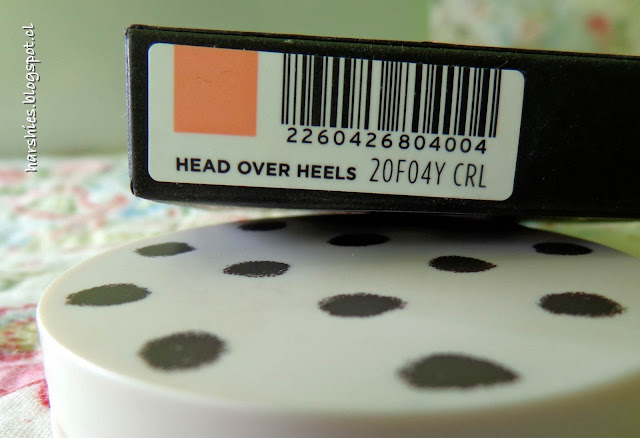 harshies.blogspot.cl
2260426804004
HEAD OVER HEELS 20F04Y CRL